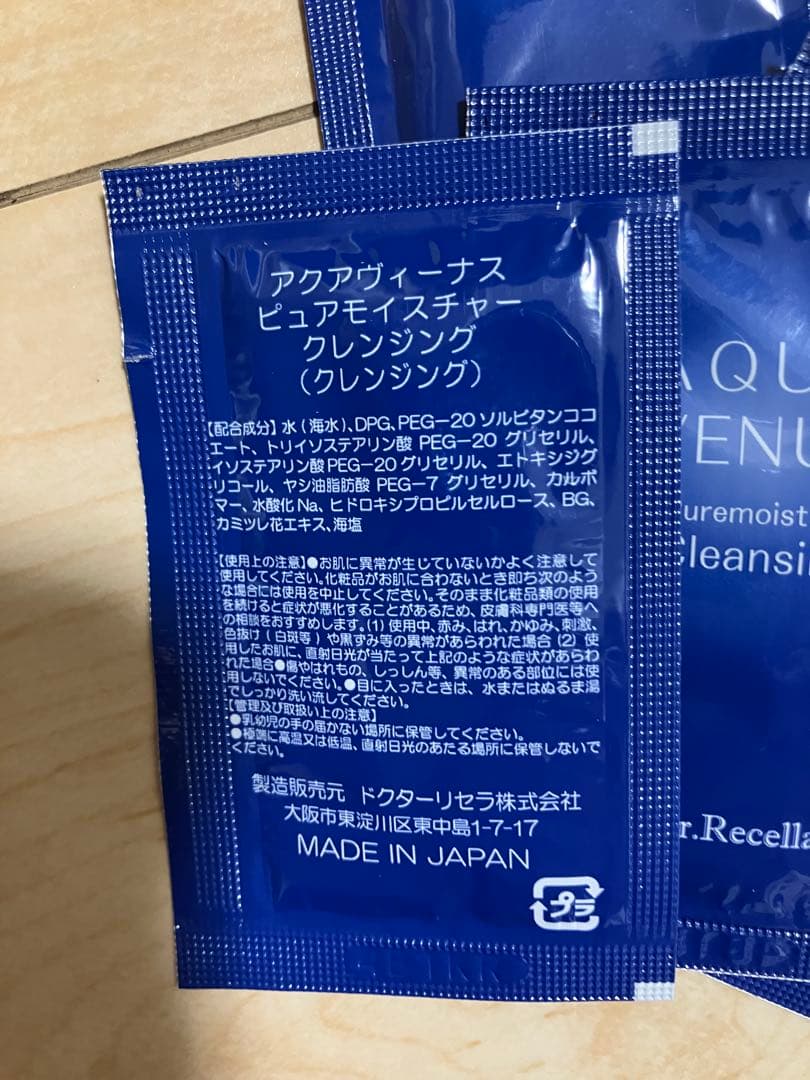 アクアヴィーナス
ピュアモイスチャー
クレンジング
(クレンジング)
【配合成分】水(海水)、DPG、PEG-20ソルビタンココ
エート、トリイソステアリン酸PEG-20グリセリル、
イソステアリン酸PEG-20グリセリル、エトキシジグ
リコール、ヤシ油脂肪酸PEG-7グリセリル、カルボ
マー、水酸化Na、ヒドロキシプロピルセルロース、BG、
カミツレ花エキス、海塩
【使用上の注意】●お肌に異常が生じていないかよく注意して
使用してください。化粧品がお肌に合わないとき即ち次のよう
な場合には使用を中止してください。そのまま化粧品類の使用
を続けると症状が悪化することがあるため、皮膚科専門医等へ
の相談をおすすめします。(1)使用中、赤み、はれ、かゆみ、刺激、
色抜け(白斑等)や黒ずみ等の異常があらわれた場合(2)使
用したお肌に、直射日光が当たって上記のような症状があらわ
れた場合●傷やはれもの、しっしん等、異常のある部位には使
用しないでください。●目に入ったときは、水またはぬるま湯
でしっかり洗い流してください。
【管理及び取扱い上の注意】
●乳幼児の手の届かない場所に保管してください。
●極端に高温又は低温、直射日光のあたる場所に保管しないで
ください。
製造販売元 ドクターリセラ株式会社
大阪市東淀川区東中島1-7-17
MADE IN JAPAN
プラ
AQU
VENU
uremoist
Cleansi
r.Recella